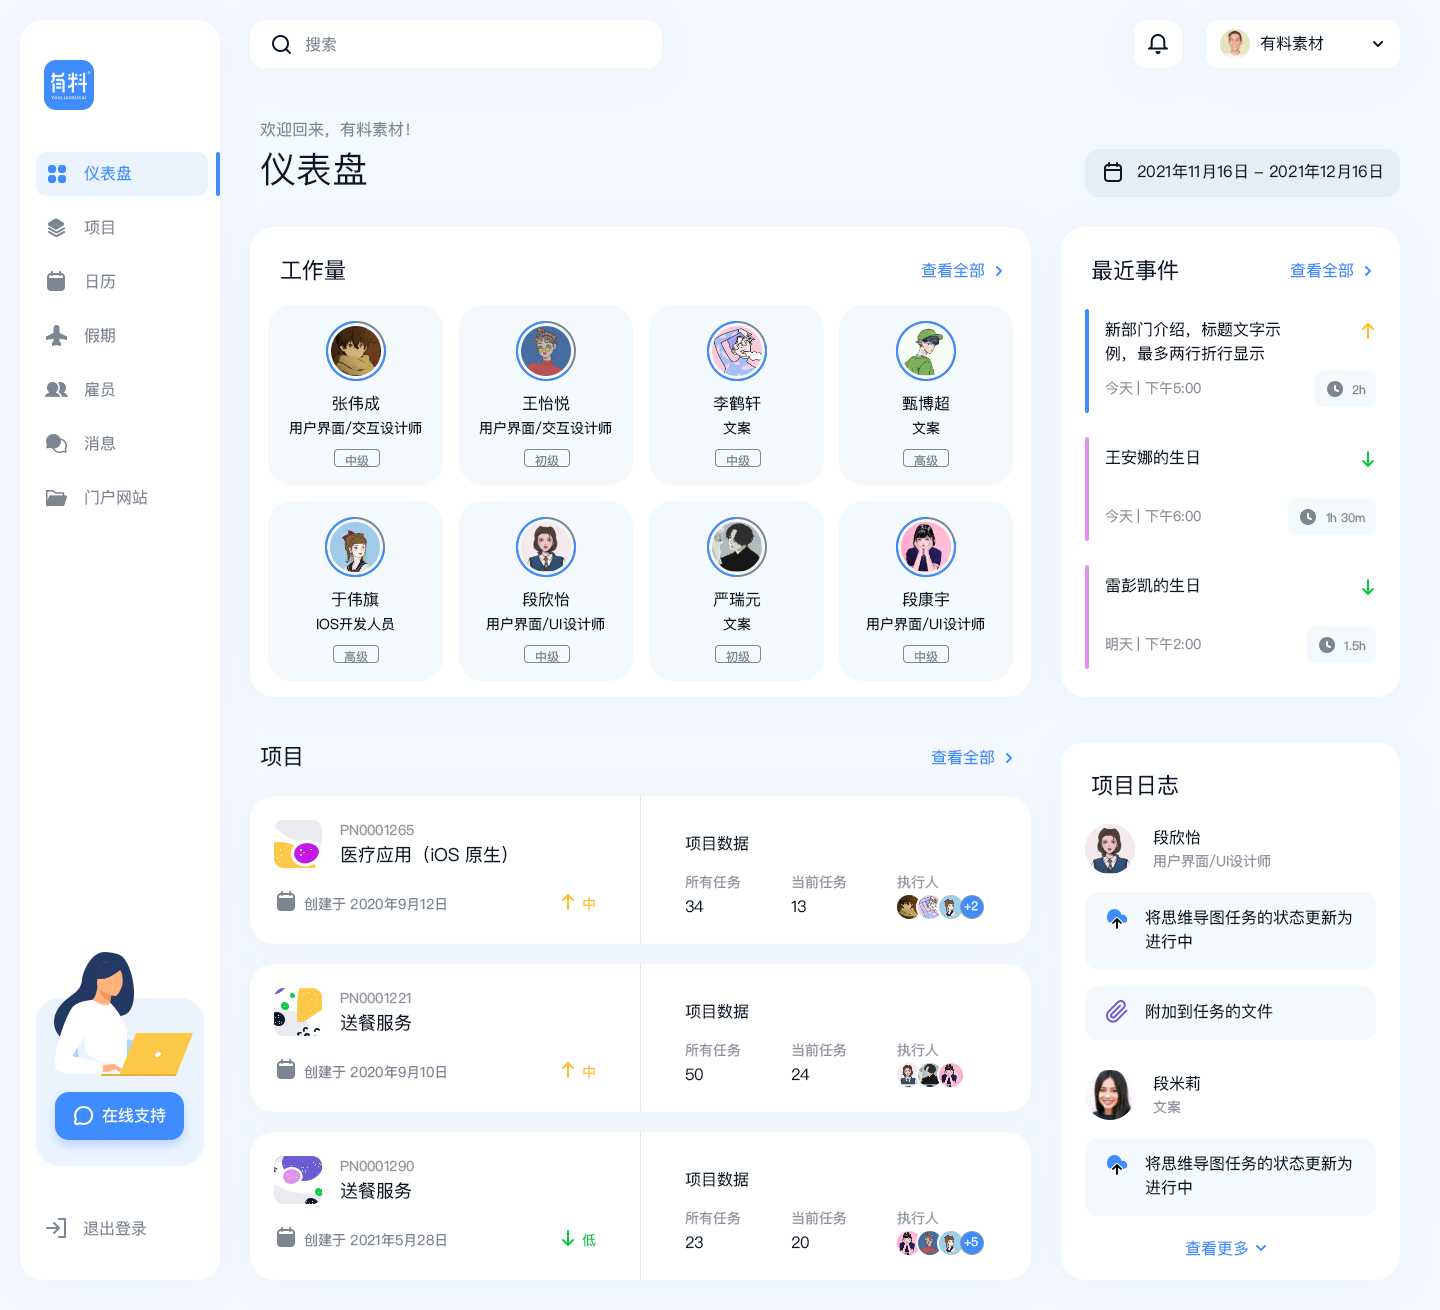 有料
YOULIAOSUCAI
仪表盘
项目
日历
假期
雇员
消息
门户网站
在线支持
退出登录
搜索
有料素材
欢迎回来，有料素材！
仪表盘
2021年11月16日 – 2021年12月16日
工作量
查看全部
张伟成
用户界面/交互设计师
中级
王怡悦
用户界面/交互设计师
初级
李鹤轩
文案
中级
甄博超
文案
高级
于伟旗
IOS开发人员
高级
段欣怡
用户界面/UI设计师
中级
严瑞元
文案
初级
段康宇
用户界面/UI设计师
中级
最近事件
查看全部
新部门介绍，标题文字示
例，最多两行折行显示
今天 | 下午5:00
2h
王安娜的生日
今天 | 下午6:00
1h 30m
雷彭凯的生日
明天 | 下午2:00
1.5h
项目
查看全部
PN0001265
医疗应用（iOS 原生）
创建于 2020年9月12日
中
项目数据
所有任务
34
当前任务
13
执行人
+2
PN0001221
送餐服务
创建于 2020年9月10日
中
项目数据
所有任务
50
当前任务
24
执行人
PN0001290
送餐服务
创建于 2021年5月28日
低
项目数据
所有任务
23
当前任务
20
执行人
+5
项目日志
段欣怡
用户界面/UI设计师
将思维导图任务的状态更新为
进行中
附加到任务的文件
段米莉
文案
将思维导图任务的状态更新为
进行中
查看更多